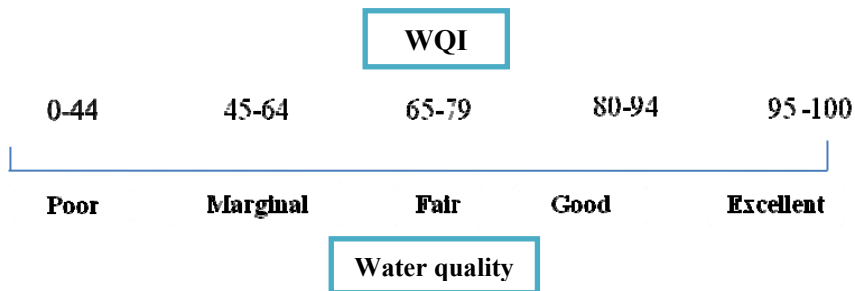 WQI
0-44 45-64 65-79 80-94 95-100
Poor Marginal Fair Good Excellent
Water quality